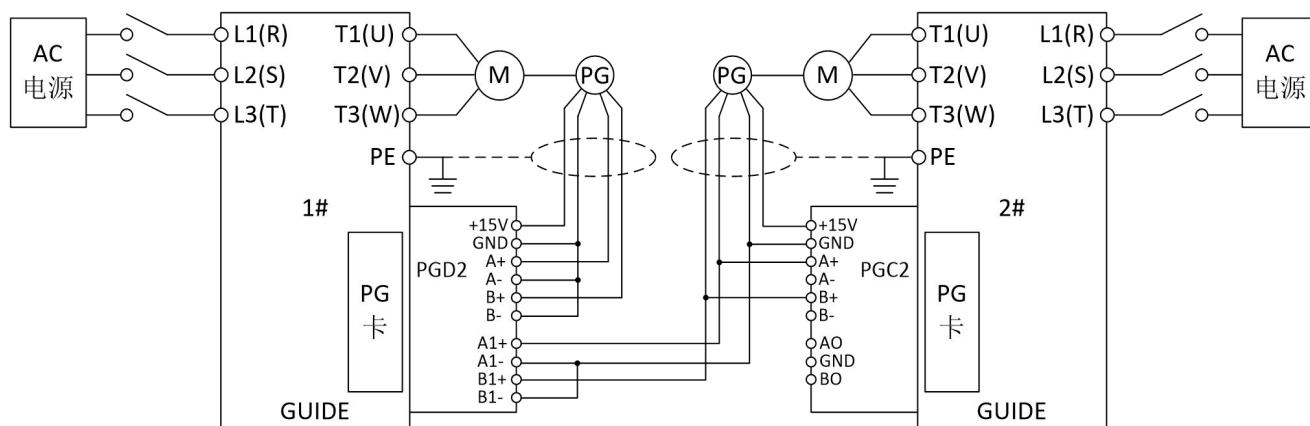 AC
电源
L1(R)
L2(S)
L3(T)
T1(U)
T2(V)
T3(W)
PE
M
PG
1#
PG
卡
PGD2
+15V
GND
A+
A-
B+
B-
A1+
A1-
B1+
B1-
GUIDE
PG
M
T1(U)
T2(V)
T3(W)
PE
L1(R)
L2(S)
L3(T)
AC
电源
2#
+15V
GND
A+
A-
B+
B-
AO
GND
BO
PGC2
PG
卡
GUIDE